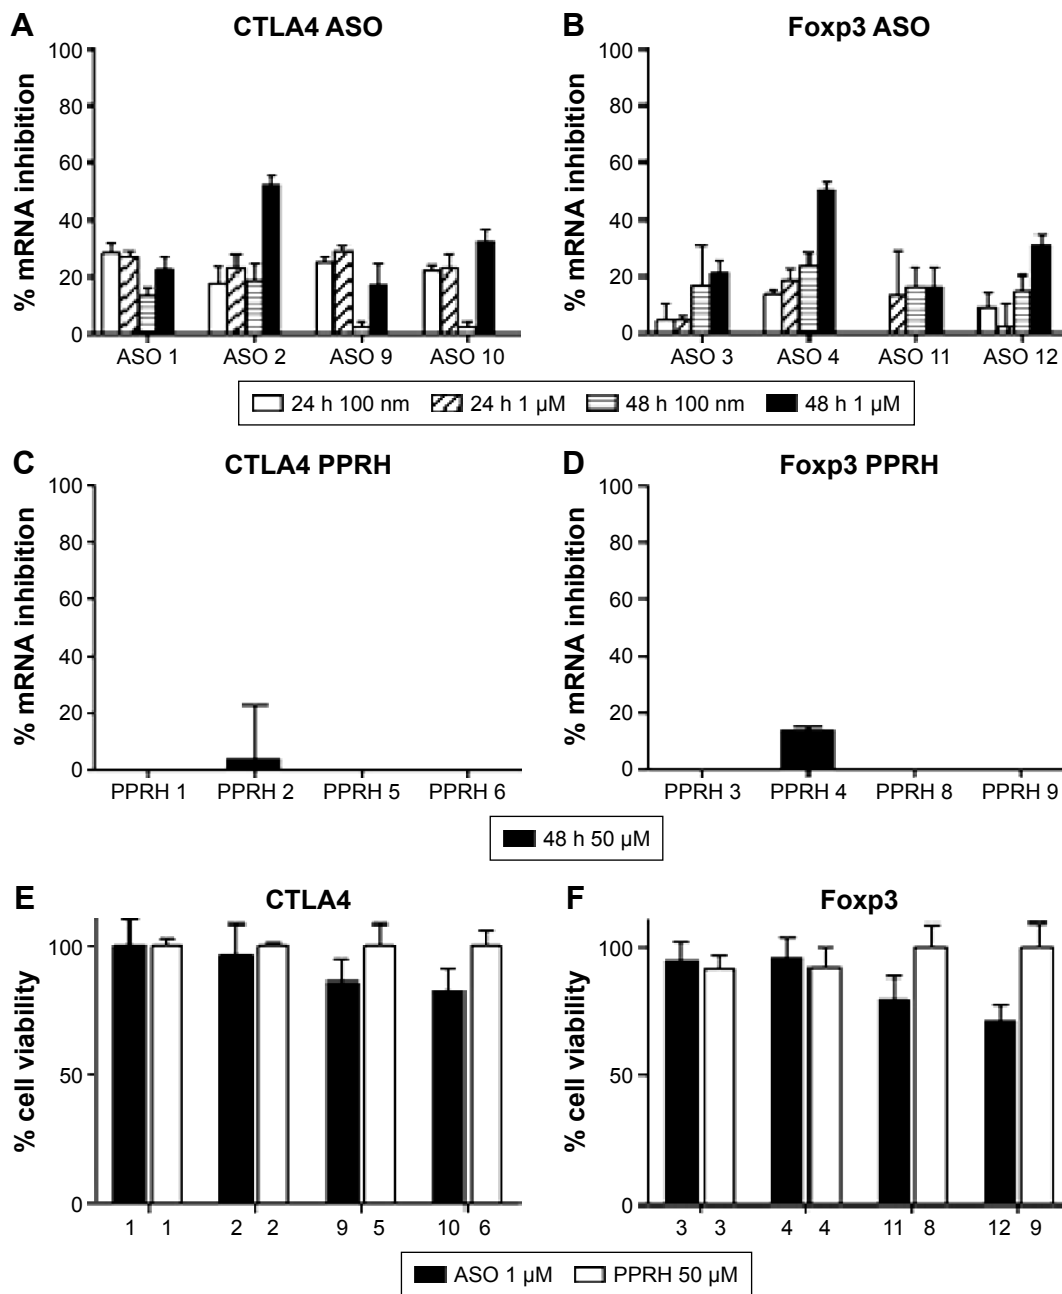 A CTLA4 ASO
% mRNA inhibition
100
80
60
40
20
0
ASO 1 ASO 2 ASO 9 ASO 10
B Foxp3 ASO
% mRNA inhibition
100
80
60
40
20
0
ASO 3 ASO 4 ASO 11 ASO 12
24 h 100 nm 24 h 1 µM 48 h 100 nm 48 h 1 µM
C CTLA4 PPRH
% mRNA inhibition
100
80
60
40
20
0
PPRH 1 PPRH 2 PPRH 5 PPRH 6
D Foxp3 PPRH
% mRNA inhibition
100
80
60
40
20
0
PPRH 3 PPRH 4 PPRH 8 PPRH 9
48 h 50 µM
E CTLA4
% cell viability
100
50
0
1 1 2 2 9 5 10 6
F Foxp3
% cell viability
100
50
0
3 3 4 4 11 8 12 9
ASO 1 µM PPRH 50 µM